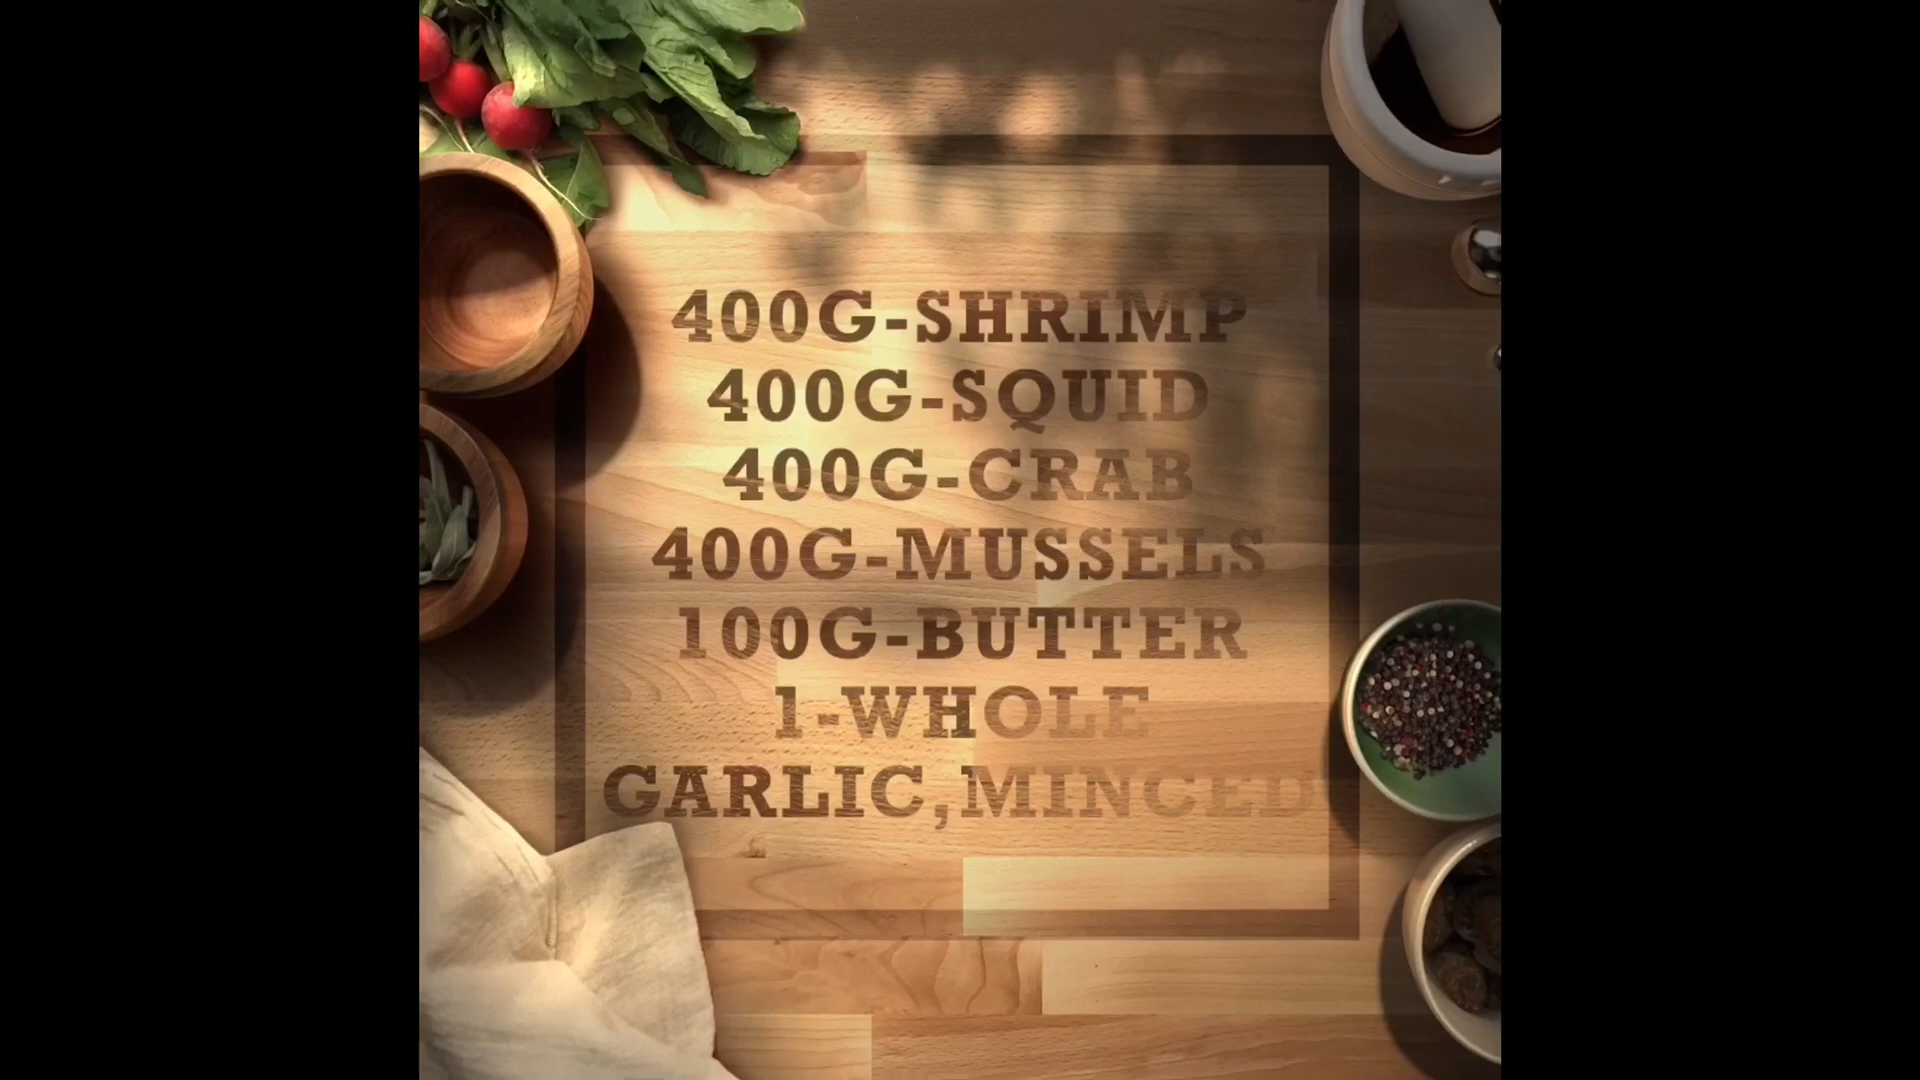 400G-SHRIMP
400G-SQUID
400G-CRAB
400G-MUSSELS
100G-BUTTER
1-WHOLE
GARLIC,MINCED